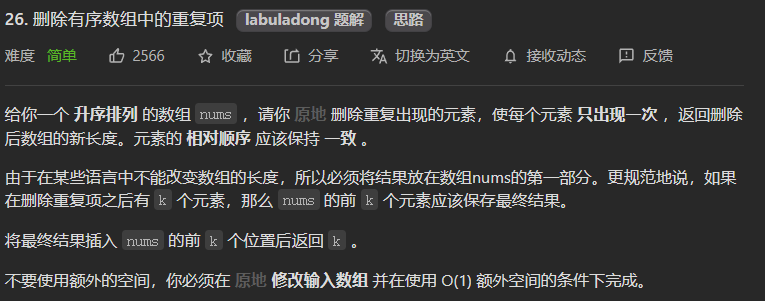 26. 删除有序数组中的重复项 labuladong 题解 思路
难度 简单 2566 收藏 分享 切换为英文 接收动态 反馈
给你一个 升序排列 的数组 nums ，请你 原地 删除重复出现的元素，使每个元素 只出现一次 ，返回删除
后数组的新长度。元素的 相对顺序 应该保持 一致 。
由于在某些语言中不能改变数组的长度，所以必须将结果放在数组nums的第一部分。更规范地说，如果
在删除重复项之后有 k 个元素，那么 nums 的前 k 个元素应该保存最终结果。
将最终结果插入 nums 的前 k 个位置后返回 k 。
不要使用额外的空间，你必须在 原地 修改输入数组 并在使用 O(1) 额外空间的条件下完成。